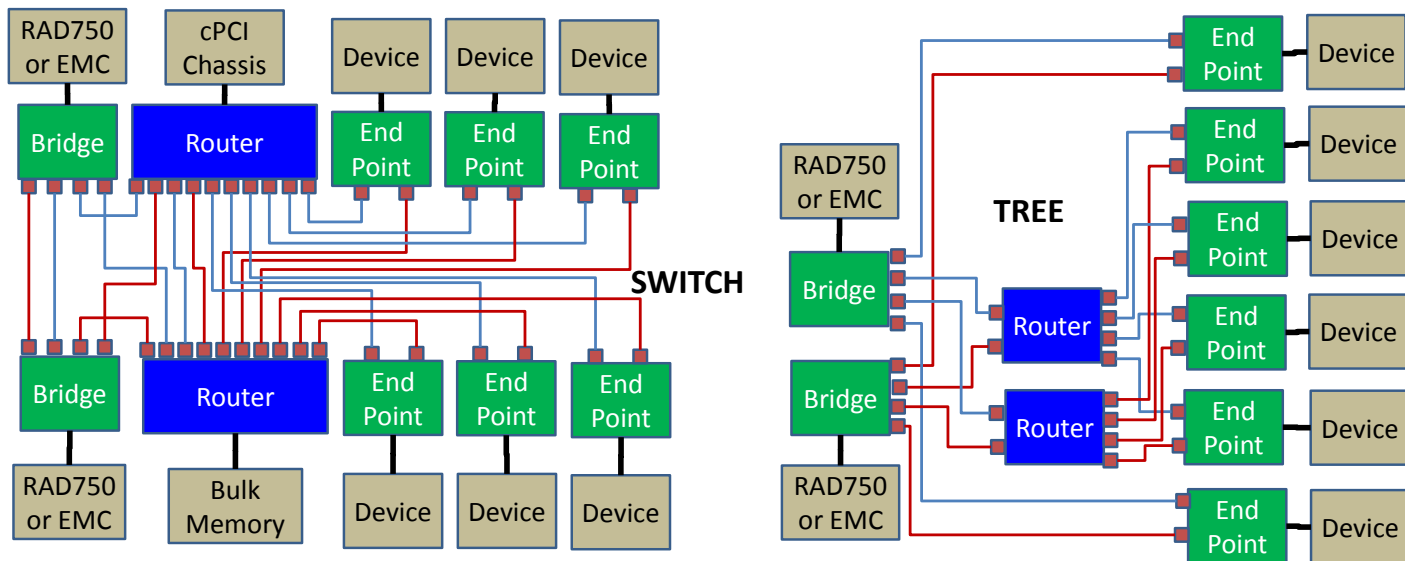 RAD750
or EMC
cPCI
Chassis
Device
Device
Device
Bridge
Router
End
Point
End
Point
End
Point
SWITCH
Bridge
Router
End
Point
End
Point
End
Point
RAD750
or EMC
Bulk
Memory
Device
Device
Device
TREE
RAD750
or EMC
Bridge
Bridge
RAD750
or EMC
Router
Router
End
Point
Device
End
Point
Device
End
Point
Device
End
Point
Device
End
Point
Device
End
Point
Device